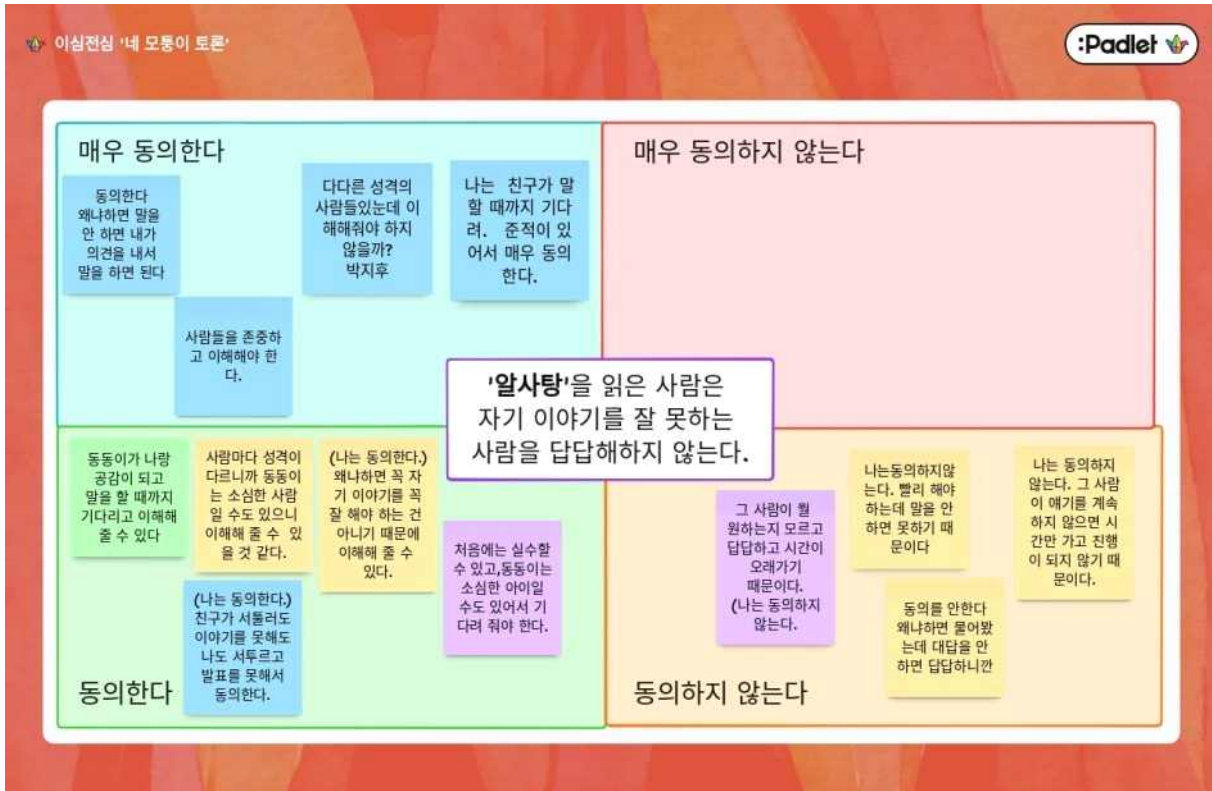 이심전심 '네 모퉁이 토론'
:Padlet
매우 동의한다
동의한다
왜냐하면 말을
안 하면 내가
의견을 내서
말을 하면 된다
다다른 성격의
사람들있눈데 이
해해줘야 하지
않을까?
박지후
나는 친구가 말
할 때까지 기다
려. 준적이 있
어서 매우 동의
한다.
사람들을 존중하
고 이해해야 한
다.
매우 동의하지 않는다
'알사탕'을 읽은 사람은
자기 이야기를 잘 못하는
사람을 답답해하지 않는다.
동동이가 나랑
공감이 되고
말을 할 때까지
기다리고 이해해
줄 수 있다
사람마다 성격이
다르니까 동동이
는 소심한 사람
일 수도 있으니
이해해 줄 수 있
을 것 같다.
(나는 동의한다.)
왜냐하면 꼭 자
기 이야기를 꼭
잘 해야 하는 건
아니기 때문에
이해해 줄 수
있다.
처음에는 실수할
수 있고,동동이는
소심한 아이일
수도 있어서 기
다려 줘야 한다.
(나는 동의한다.)
친구가 서툴러도
이야기를 못해도
나도 서투르고
발표를 못해서
동의한다.
동의한다
그 사람이 뭘
원하는지 모르고
답답하고 시간이
오래가기
때문이다.
(나는 동의하지
않는다.
나는동의하지않
는다. 빨리 해야
하는데 말을 안
하면 못하기 때
문이다
나는 동의하지
않는다. 그 사람
이 얘기를 계속
하지 않으면 시
간만 가고 진행
이 되지 않기 때
문이다.
동의를 안한다
왜냐하면 물어봤
는데 대답을 안
하면 답답하니깐
동의하지 않는다